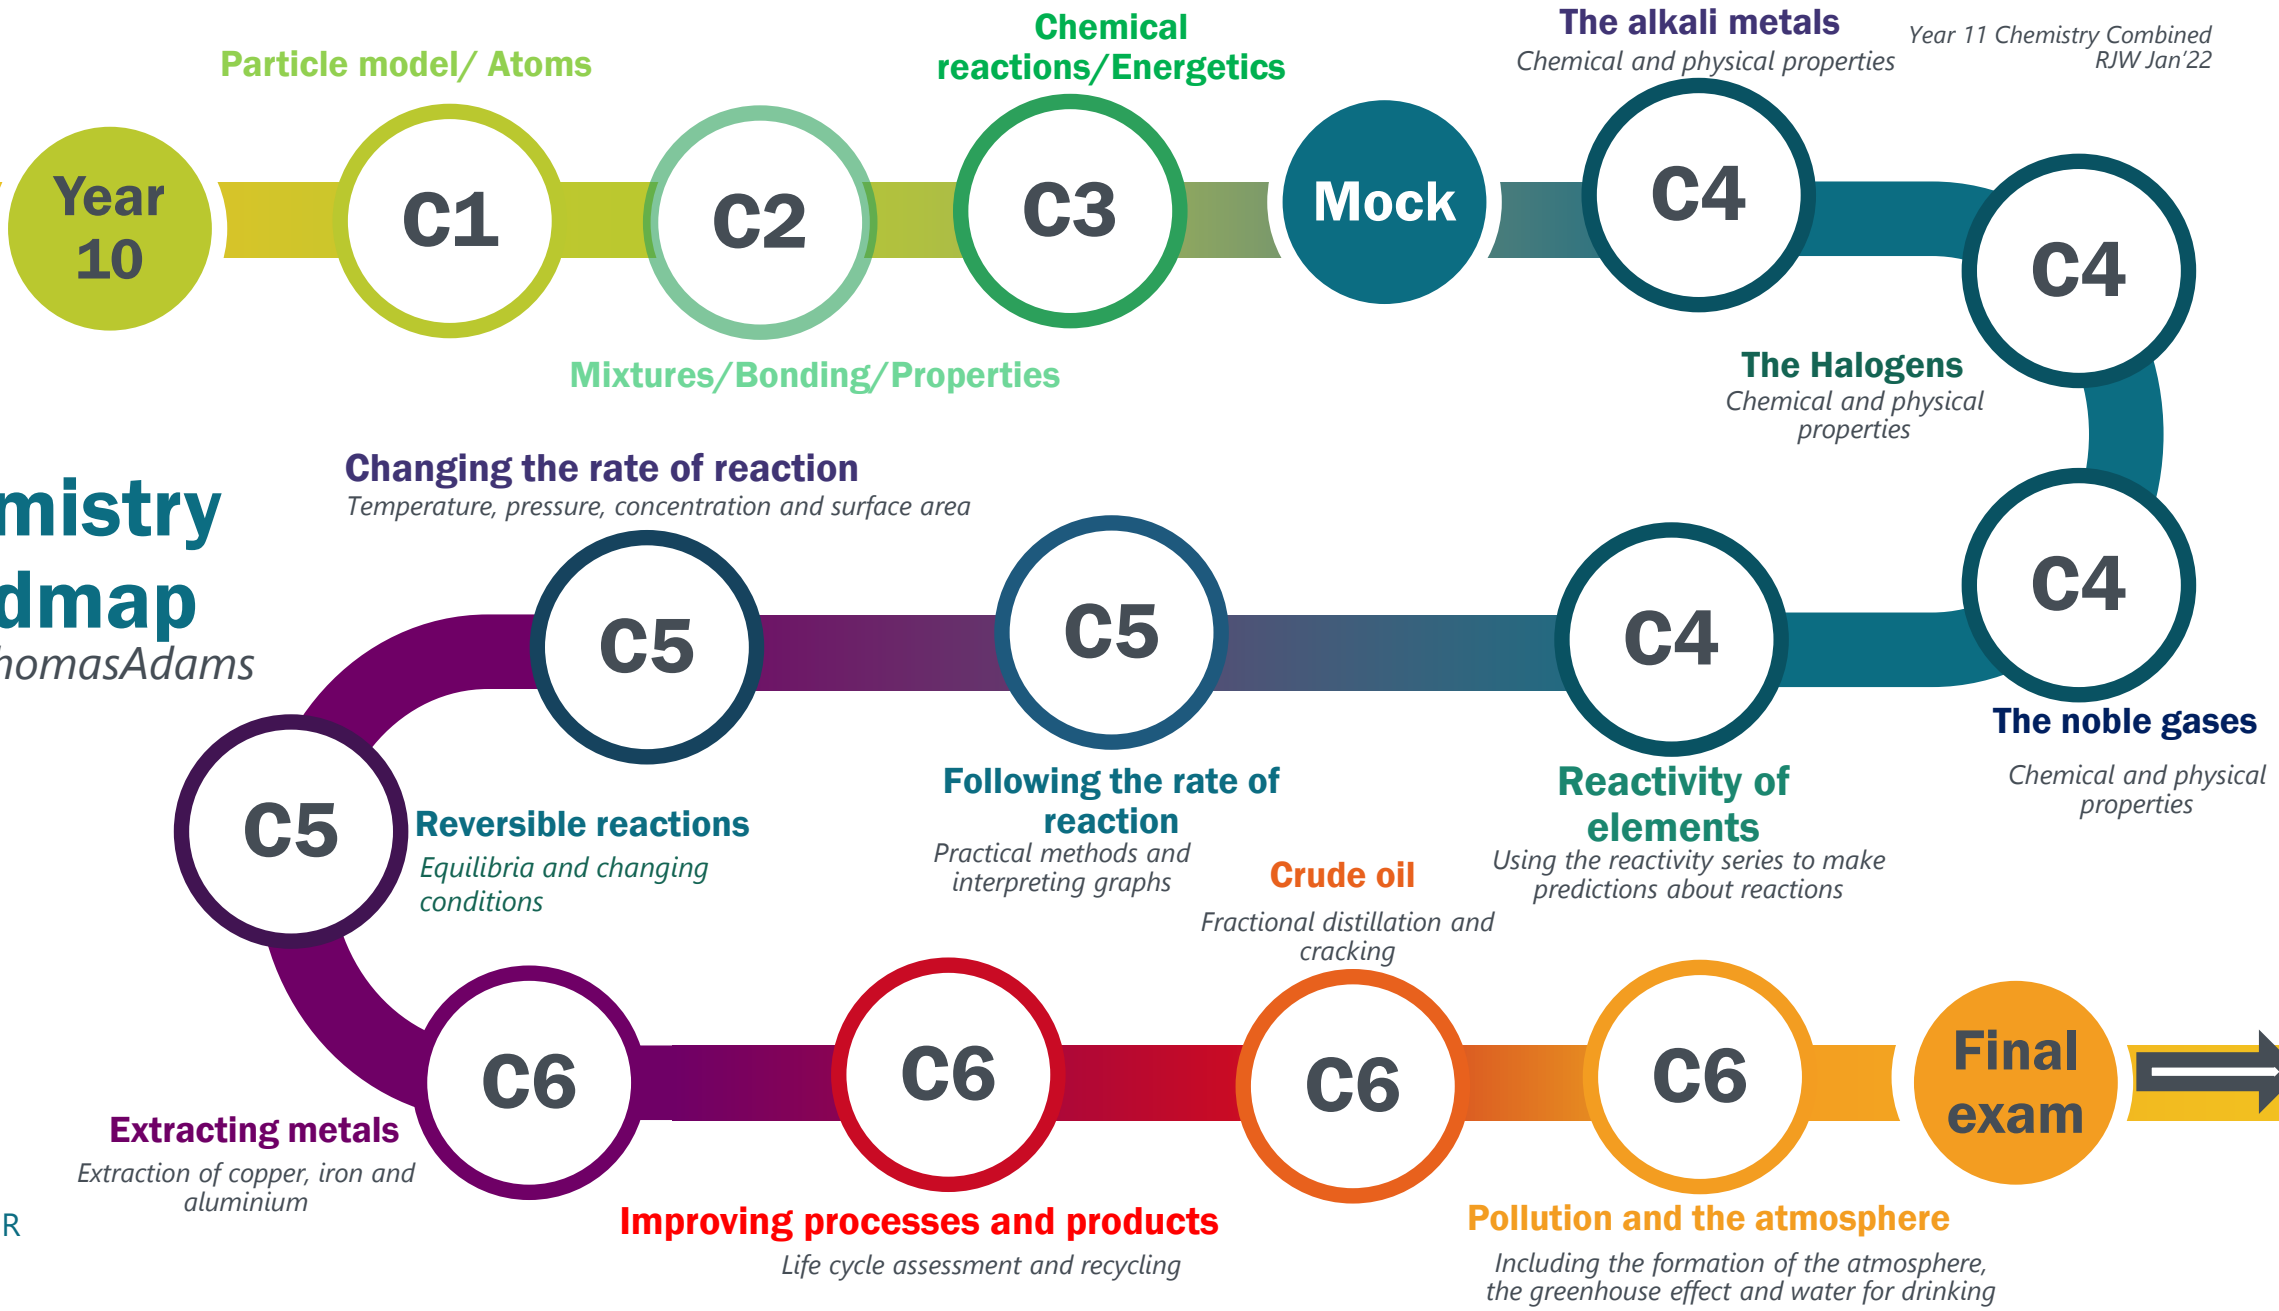 Chemical
reactions/Energetics
The alkali metals
Chemical and physical properties
Year 11 Chemistry Combined
RJW Jan'22
Particle model/ Atoms
Year
10
C1
C2
C3
Mock
C4
C4
Mixtures/Bonding/Properties
The Halogens
Chemical and physical
properties
Changing the rate of reaction
Temperature, pressure, concentration and surface area
mistry
dmap
homasAdams
C5
C5
C4
C4
The noble gases
Chemical and physical
properties
C5
Reversible reactions
Equilibria and changing
conditions
Following the rate of
reaction
Practical methods and
interpreting graphs
Reactivity of
elements
Using the reactivity series to make
predictions about reactions
Crude oil
Fractional distillation and
cracking
C6
C6
C6
C6
Final
exam
Extracting metals
Extraction of copper, iron and
aluminium
R
Improving processes and products
Life cycle assessment and recycling
Pollution and the atmosphere
Including the formation of the atmosphere,
the greenhouse effect and water for drinking